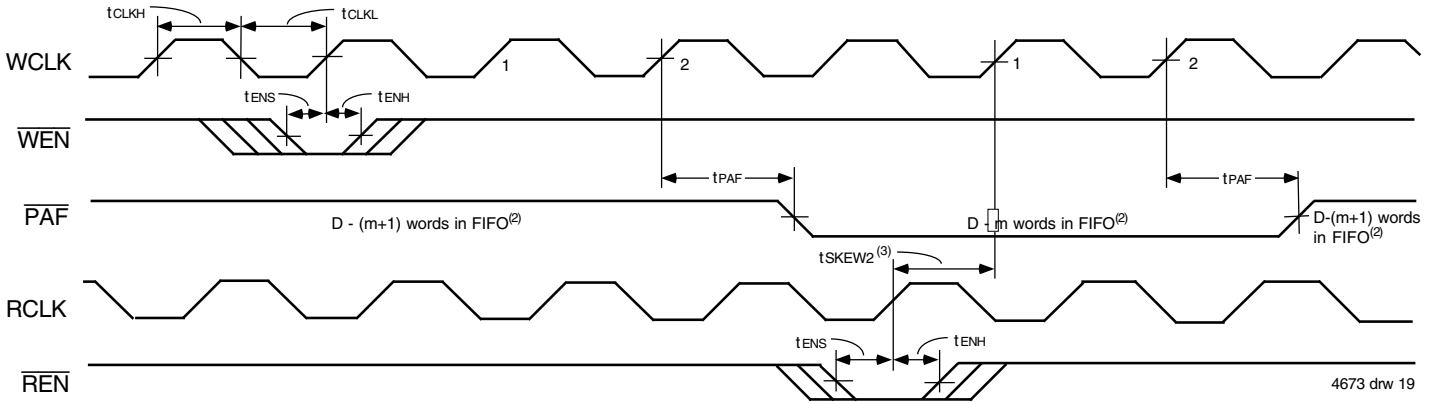 tCLKH
tCLKL
WCLK
1
2
1
2
tENS
tENH
WEN
tPAF
tPAF
PAF
D - (m+1) words in FIFO(2)
D - m words in FIFO(2)
D-(m+1) words
in FIFO(2)
tSKEW2 (3)
RCLK
tENS
tENH
REN
4673 drw 19